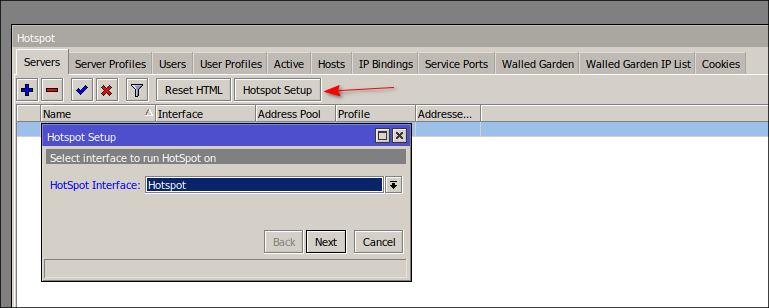 Hotspot
Servers Server Profiles Users User Profiles Active Hosts IP Bindings Service Ports Walled Garden Walled Garden IP List Cookies
Reset HTML Hotspot Setup
Name Interface Address Pool Profile Addresse...
Hotspot Setup
Select interface to run HotSpot on
HotSpot Interface: Hotspot
Back Next Cancel